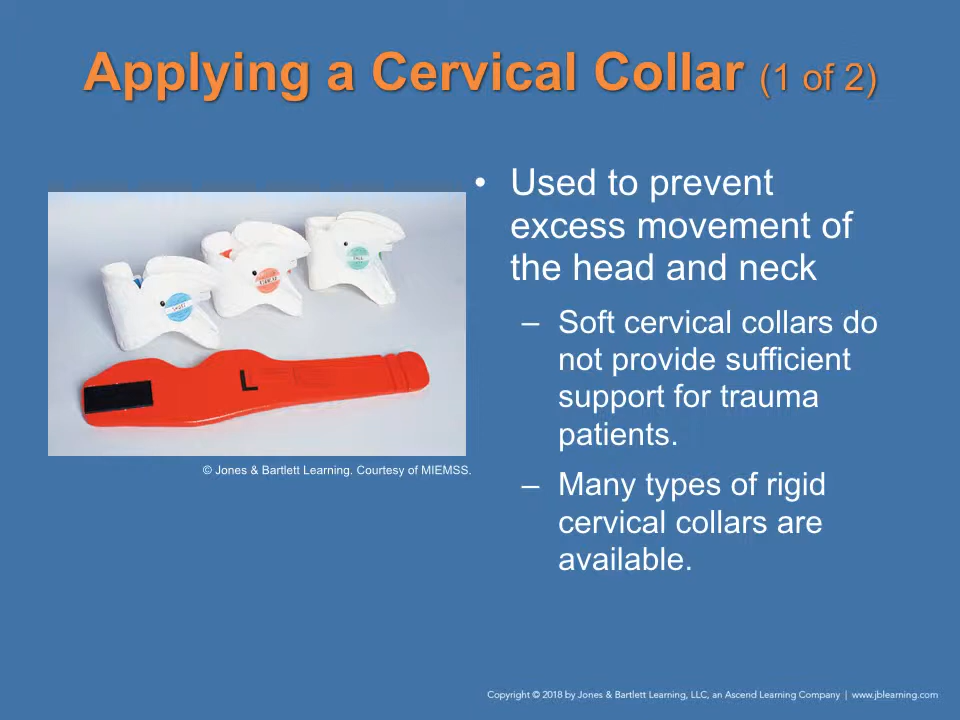 Applying a Cervical Collar (1 of 2)
• Used to prevent
excess movement of
the head and neck
– Soft cervical collars do
not provide sufficient
support for trauma
patients.
– Many types of rigid
cervical collars are
available.
L
© Jones & Bartlett Learning. Courtesy of MIEMSS.
Copyright © 2018 by Jones & Bartlett Learning, LLC, an Ascend Learning Company | www.jblearning.com